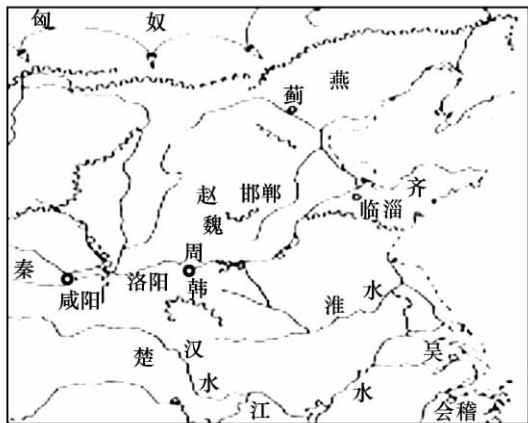 匈
奴
燕
蓟
赵
邯郸
齐
魏
临淄
周
秦
洛阳
韩
咸阳
淮
水
楚
汉
吴
水
水
江
会稽